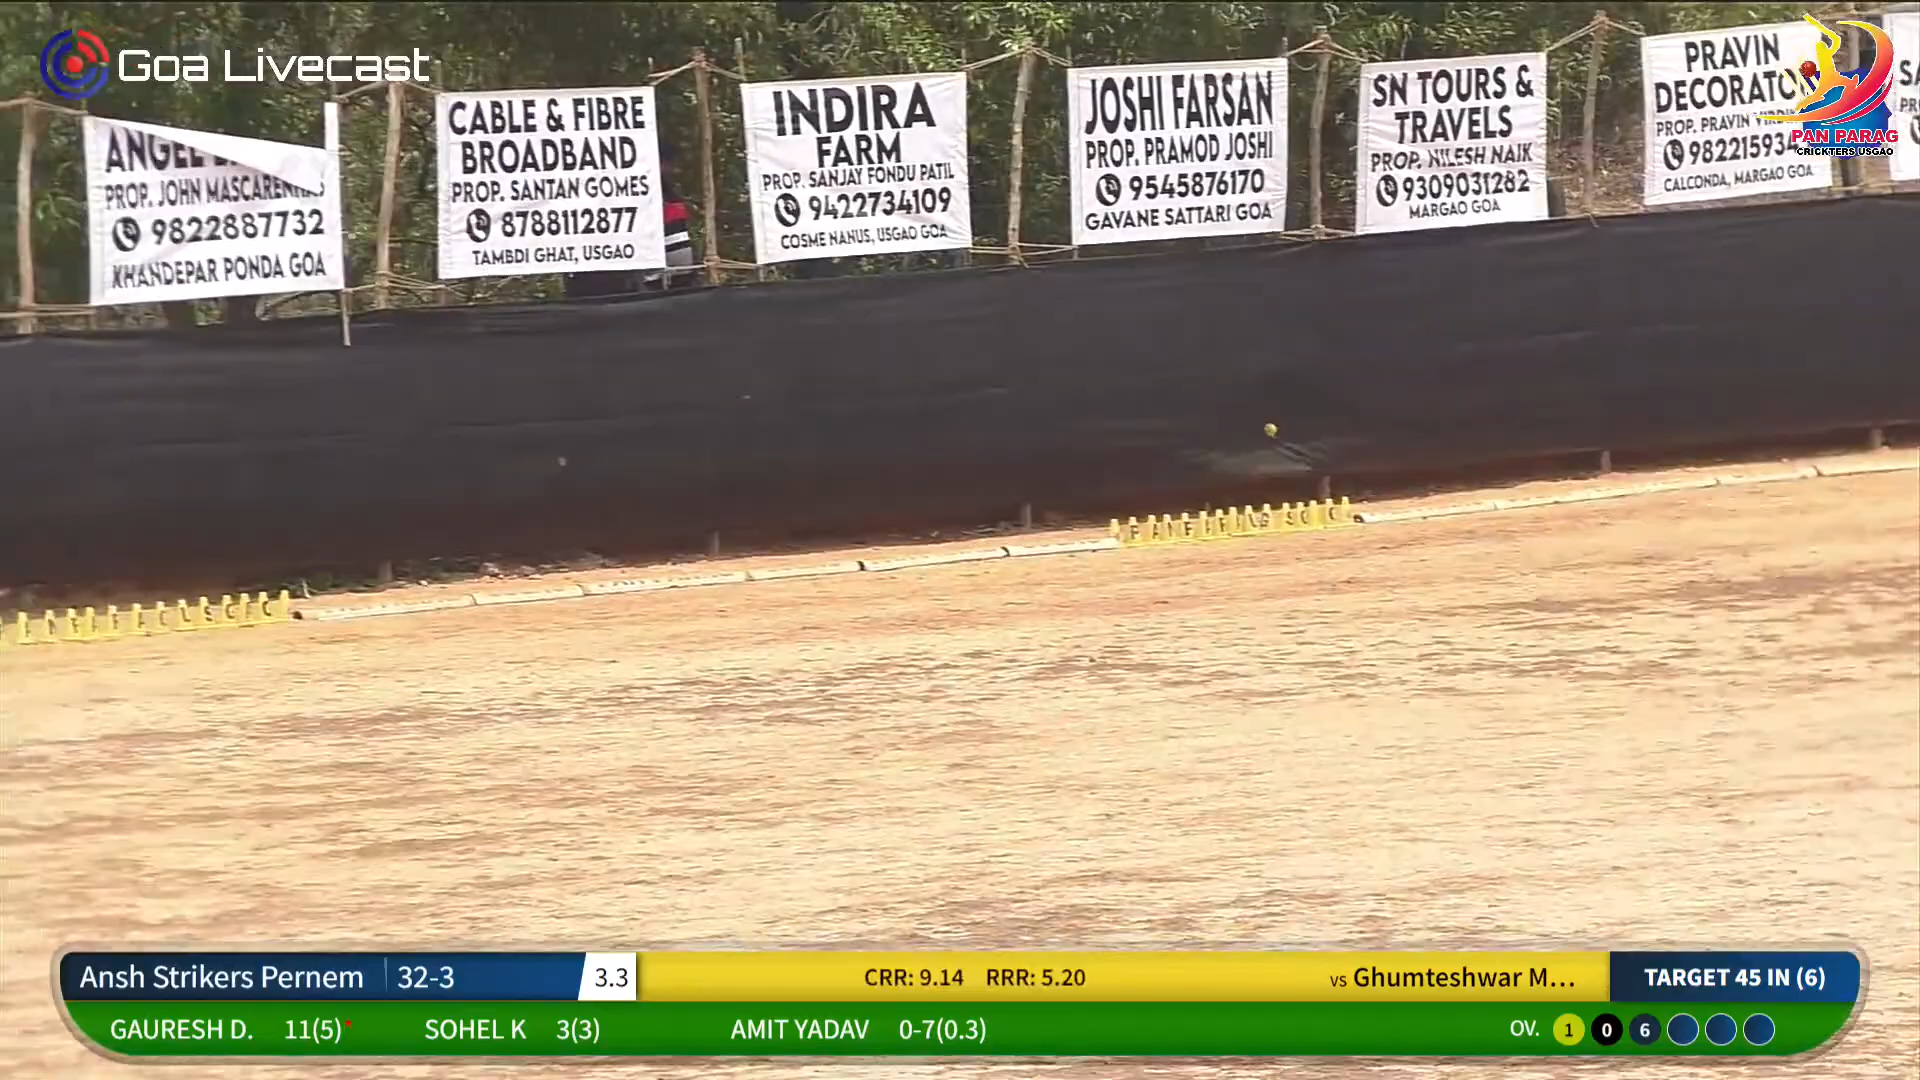 Goa Livecast
ANGEL
PROP. JOHN
9822887732
KHANDEPAR PONDA GOA
CABLE & FIBRE
BROADBAND
PROP. SANTAN GOMES
8788112877
TAMBDI GHAT, USGAO
INDIRA
FARM
PROP. SANJAY FONDU PATIL
9422734109
COSME NANUS, USGAO GOA
JOSHI FARSAN
PROP. PRAMOD JOSHI
9545876170
GAVANE SATTARI GOA
SN TOURS &
TRAVELS
PROP. NILESH NAIK
9309031282
MARGAO GOA
PRAVIN
DECORATO
PROP. PRAVIN
98221593
CALCONDA, MARGAO GOA
PAN PARAG
CRICKTERS USGAO
Ansh Strikers Pernem 32-3 3.3 CRR: 9.14 RRR: 5.20 vs Ghumteshwar M... TARGET 45 IN (6)
GAURESH D. 11(5)* SOHEL K 3(3) AMIT YADAV 0-7(0.3) OV. 1 0 6